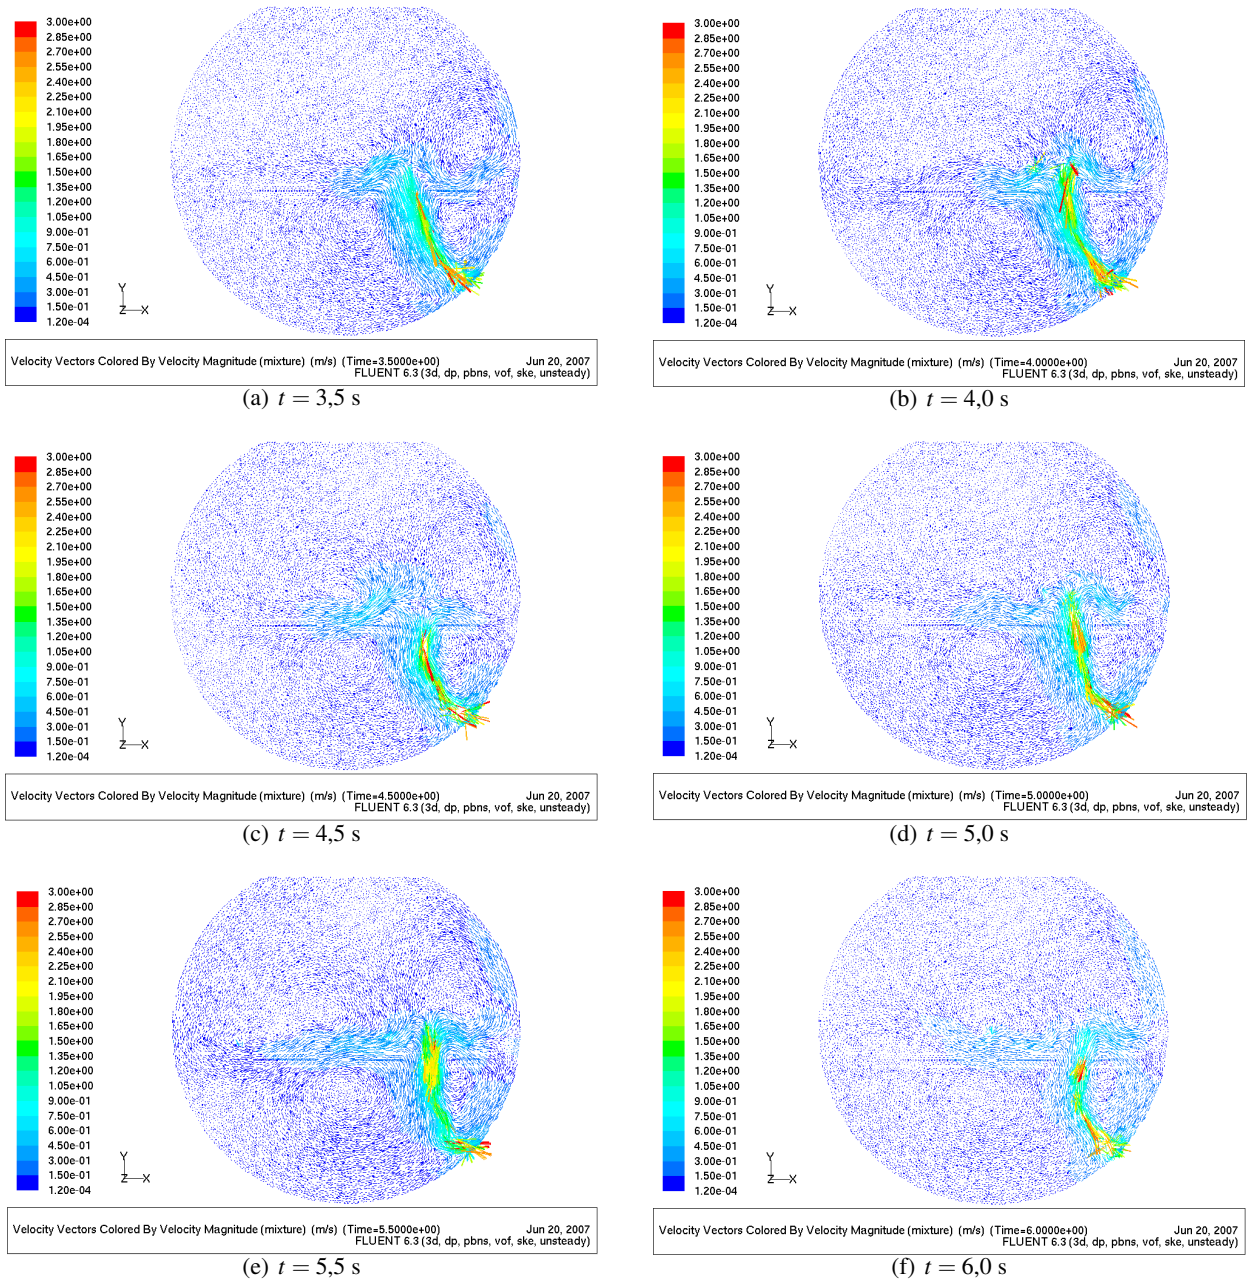 3.00e+00
2.85e+00
2.70e+00
2.55e+00
2.40e+00
2.25e+00
2.10e+00
1.95e+00
1.80e+00
1.65e+00
1.50e+00
1.35e+00
1.20e+00
1.05e+00
9.00e-01
7.50e-01
6.00e-01
4.50e-01
3.00e-01
1.50e-01
1.20e-04
Y
Z X
Velocity Vectors Colored By Velocity Magnitude (mixture) (m/s) (Time=3.5000e+00) Jun 20, 2007
FLUENT 6.3 (3d, dp, pbns, vof, ske, unsteady)
(a) t = 3,5 s
3.00e+00
2.85e+00
2.70e+00
2.55e+00
2.40e+00
2.25e+00
2.10e+00
1.95e+00
1.80e+00
1.65e+00
1.50e+00
1.35e+00
1.20e+00
1.05e+00
9.00e-01
7.50e-01
6.00e-01
4.50e-01
3.00e-01
1.50e-01
1.20e-04
Y
Z X
Velocity Vectors Colored By Velocity Magnitude (mixture) (m/s) (Time=4.0000e+00) Jun 20, 2007
FLUENT 6.3 (3d, dp, pbns, vof, ske, unsteady)
(b) t = 4,0 s
3.00e+00
2.85e+00
2.70e+00
2.55e+00
2.40e+00
2.25e+00
2.10e+00
1.95e+00
1.80e+00
1.65e+00
1.50e+00
1.35e+00
1.20e+00
1.05e+00
9.00e-01
7.50e-01
6.00e-01
4.50e-01
3.00e-01
1.50e-01
1.20e-04
Y
Z X
Velocity Vectors Colored By Velocity Magnitude (mixture) (m/s) (Time=4.5000e+00) Jun 20, 2007
FLUENT 6.3 (3d, dp, pbns, vof, ske, unsteady)
(c) t = 4,5 s
3.00e+00
2.85e+00
2.70e+00
2.55e+00
2.40e+00
2.25e+00
2.10e+00
1.95e+00
1.80e+00
1.65e+00
1.50e+00
1.35e+00
1.20e+00
1.05e+00
9.00e-01
7.50e-01
6.00e-01
4.50e-01
3.00e-01
1.50e-01
1.20e-04
Y
Z X
Velocity Vectors Colored By Velocity Magnitude (mixture) (m/s) (Time=5.0000e+00) Jun 20, 2007
FLUENT 6.3 (3d, dp, pbns, vof, ske, unsteady)
(d) t = 5,0 s
3.00e+00
2.85e+00
2.70e+00
2.55e+00
2.40e+00
2.25e+00
2.10e+00
1.95e+00
1.80e+00
1.65e+00
1.50e+00
1.35e+00
1.20e+00
1.05e+00
9.00e-01
7.50e-01
6.00e-01
4.50e-01
3.00e-01
1.50e-01
1.20e-04
Y
Z X
Velocity Vectors Colored By Velocity Magnitude (mixture) (m/s) (Time=5.5000e+00) Jun 20, 2007
FLUENT 6.3 (3d, dp, pbns, vof, ske, unsteady)
(e) t = 5,5 s
3.00e+00
2.85e+00
2.70e+00
2.55e+00
2.40e+00
2.25e+00
2.10e+00
1.95e+00
1.80e+00
1.65e+00
1.50e+00
1.35e+00
1.20e+00
1.05e+00
9.00e-01
7.50e-01
6.00e-01
4.50e-01
3.00e-01
1.50e-01
1.20e-04
Y
Z X
Velocity Vectors Colored By Velocity Magnitude (mixture) (m/s) (Time=6.0000e+00) Jun 20, 2007
FLUENT 6.3 (3d, dp, pbns, vof, ske, unsteady)
(f) t = 6,0 s